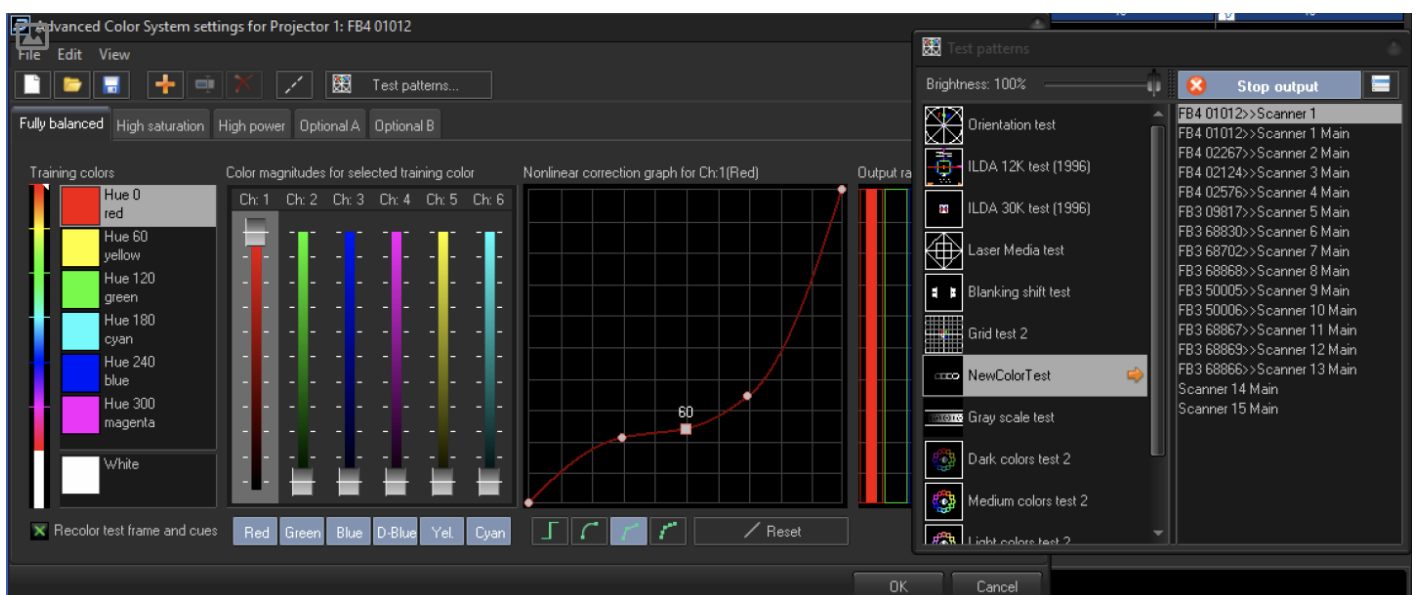 Advanced Color System settings for Projector 1: FB4 01012
File Edit View
Test patterns...
Fully balanced High saturation High power Optional A Optional B
Training colors
Hue 0
red
Hue 60
yellow
Hue 120
green
Hue 180
cyan
Hue 240
blue
Hue 300
magenta
White
Recolor test frame and cues
Color magnitudes for selected training color
Ch: 1 Ch: 2 Ch: 3 Ch: 4 Ch: 5 Ch: 6
Red Green Blue D-Blue Yel. Cyan
Nonlinear correction graph for Ch:1(Red)
60
Reset
Output ra
OK Cancel
Test patterns
Brightness: 100%
Stop output
Orientation test
ILDA 12K test (1996)
ILDA 30K test (1996)
Laser Media test
Blanking shift test
Grid test 2
NewColorTest
Gray scale test
Dark colors test 2
Medium colors test 2
Light colors test 2
FB4 01012>>Scanner 1
FB4 01012>>Scanner 1 Main
FB4 02267>>Scanner 2 Main
FB4 02124>>Scanner 3 Main
FB4 02576>>Scanner 4 Main
FB3 09817>>Scanner 5 Main
FB3 68830>>Scanner 6 Main
FB3 68702>>Scanner 7 Main
FB3 68868>>Scanner 8 Main
FB3 50005>>Scanner 9 Main
FB3 50006>>Scanner 10 Main
FB3 68867>>Scanner 11 Main
FB3 68869>>Scanner 12 Main
FB3 68866>>Scanner 13 Main
Scanner 14 Main
Scanner 15 Main